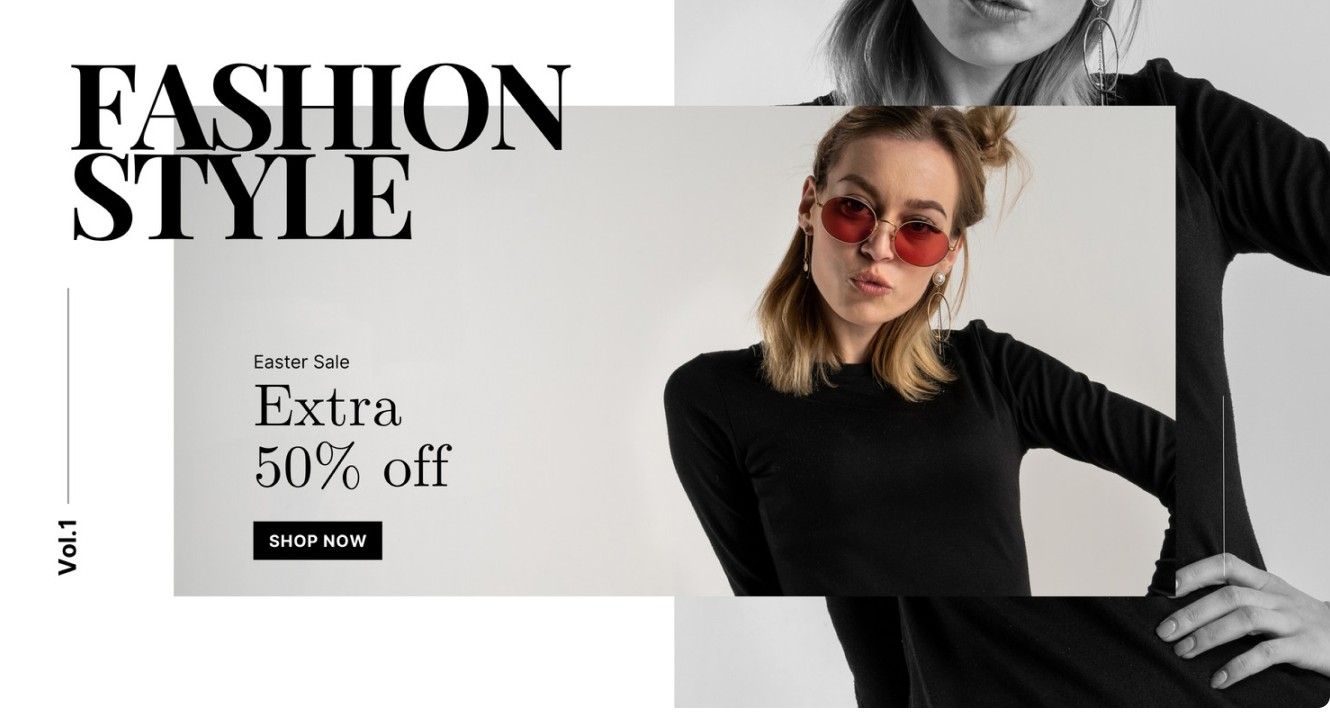 FASHION
STYLE
Easter Sale
Extra
50% off
SHOP NOW
Vol.1